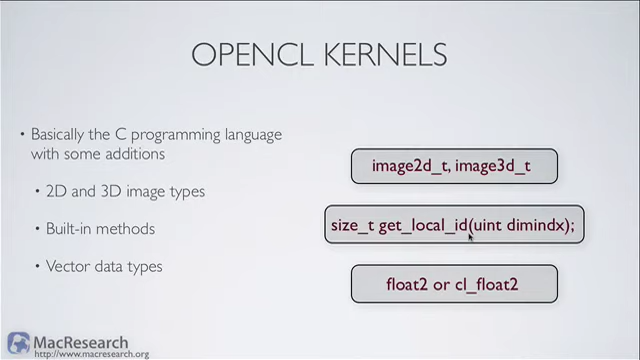 OPENCL KERNELS
• Basically the C programming language
with some additions
• 2D and 3D image types
• Built-in methods
• Vector data types
image2d_t, image3d_t
size_t get_local_id(uint dimindx);
float2 or cl_float2
MacResearch
http://www.macresearch.org